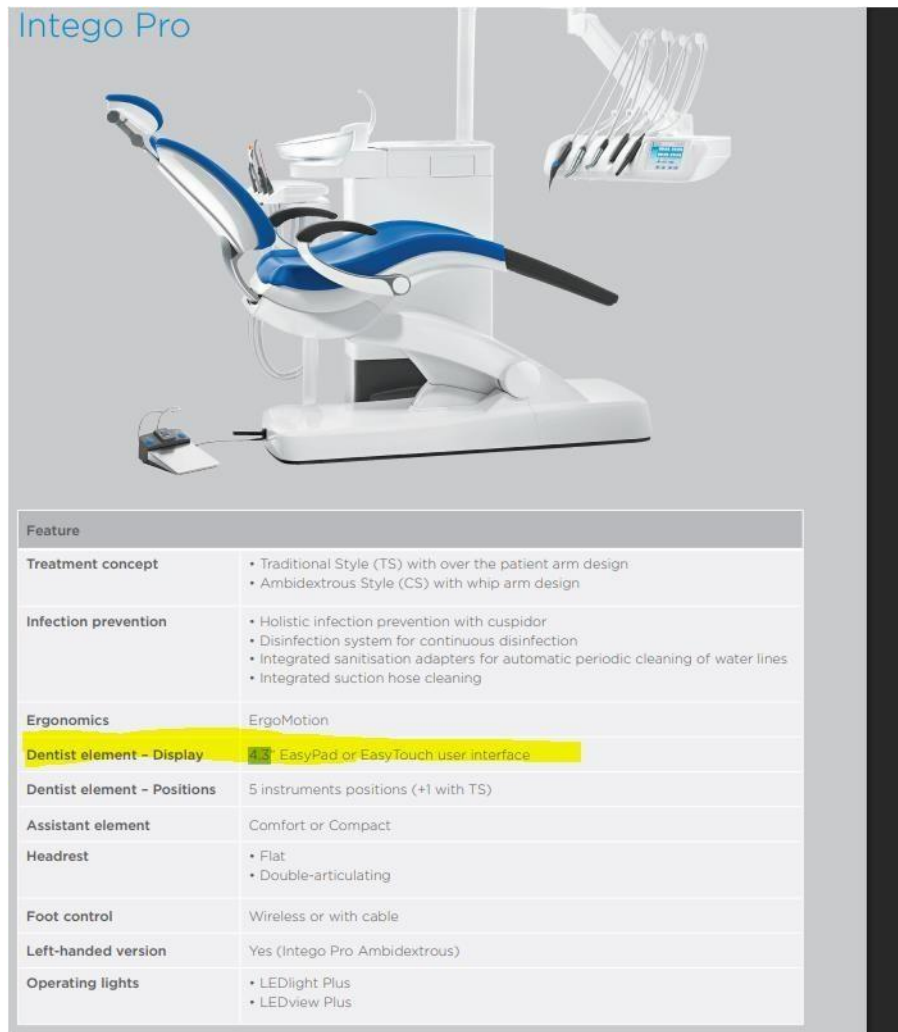 Intego Pro
Feature
Treatment concept
• Traditional Style (TS) with over the patient arm design
• Ambidextrous Style (CS) with whip arm design
Infection prevention
• Holistic infection prevention with cuspidor
• Disinfection system for continuous disinfection
• Integrated sanitisation adapters for automatic periodic cleaning of water lines
• Integrated suction hose cleaning
Ergonomics
ErgoMotion
Dentist element – Display
4.3" EasyPad or EasyTouch user interface
Dentist element – Positions
5 instruments positions (+1 with TS)
Assistant element
Comfort or Compact
Headrest
• Flat
• Double-articulating
Foot control
Wireless or with cable
Left-handed version
Yes (Intego Pro Ambidextrous)
Operating lights
• LEDlight Plus
• LEDview Plus